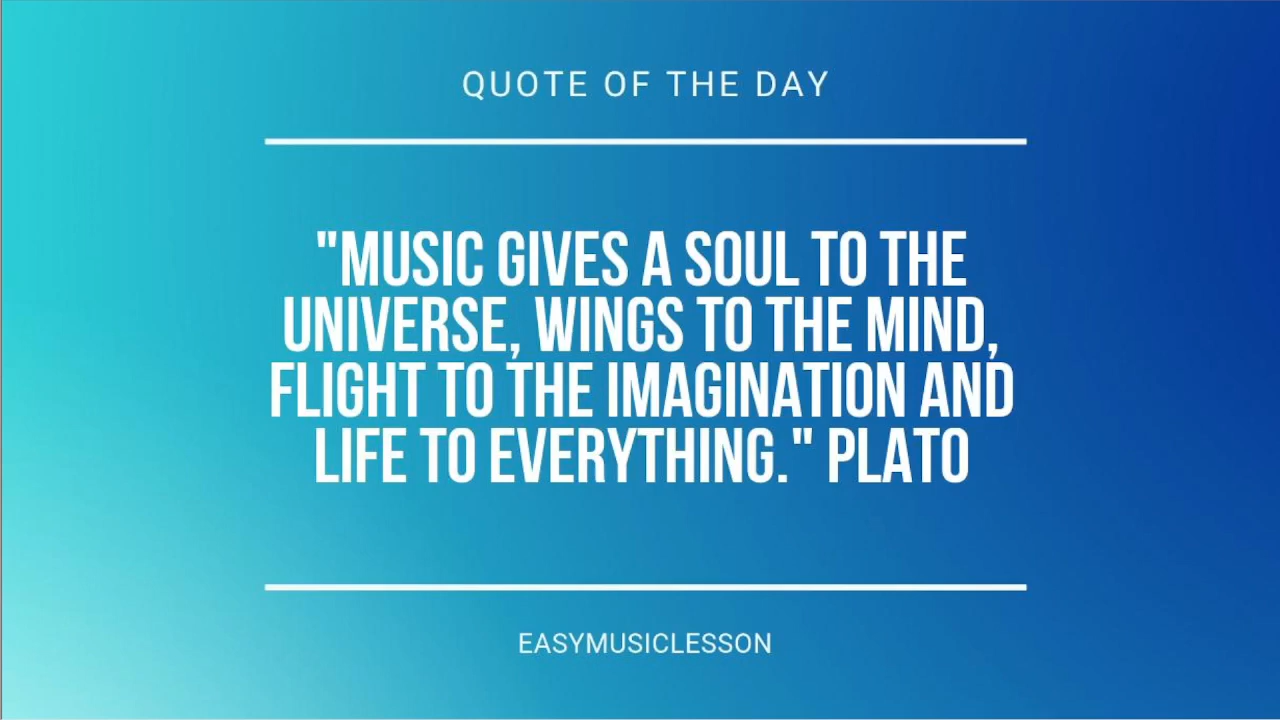 QUOTE OF THE DAY
"MUSIC GIVES A SOUL TO THE
UNIVERSE, WINGS TO THE MIND,
FLIGHT TO THE IMAGINATION AND
LIFE TO EVERYTHING." PLATO
EASYMUSICLESSON